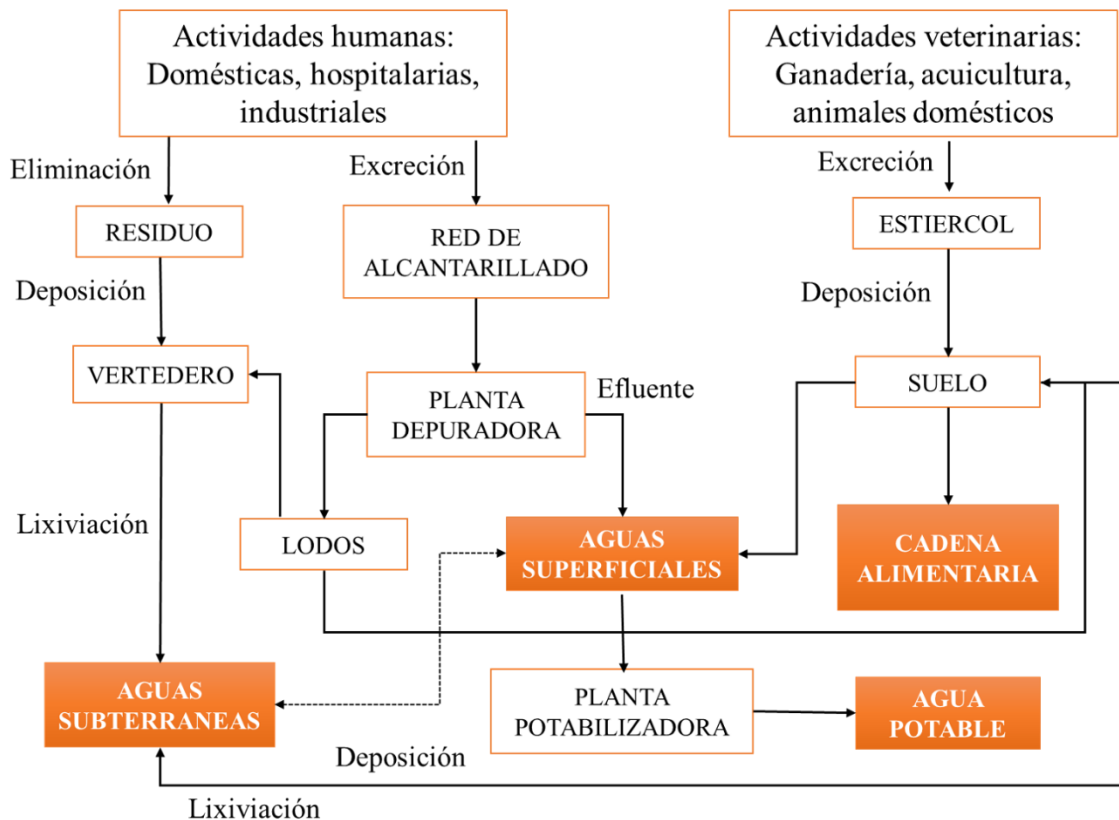 Actividades humanas:
Domésticas, hospitalarias,
industriales
Actividades veterinarias:
Ganadería, acuicultura,
animales domésticos
Eliminación
Excreción
Excreción
RESIDUO
RED DE
ALCANTARILLADO
ESTIERCOL
Deposición
Deposición
VERTEDERO
PLANTA
DEPURADORA
Efluente
SUELO
Lixiviación
LODOS
AGUAS
SUPERFICIALES
CADENA
ALIMENTARIA
AGUAS
SUBTERRANEAS
PLANTA
POTABILIZADORA
AGUA
POTABLE
Deposición
Lixiviación